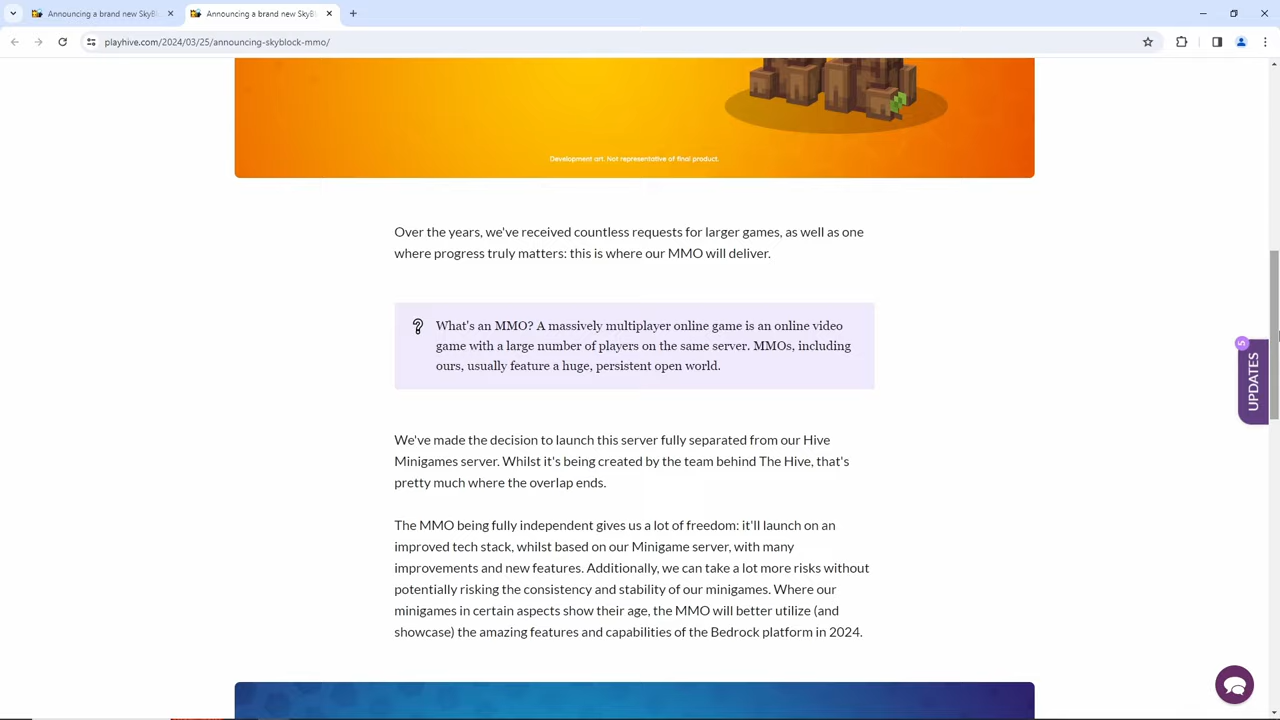 Announcing a brand new SkyBl
Announcing a brand new SkyBl
playhive.com/2024/03/25/announcing-skyblock-mmo/
Development art. Not representative of final product.
Over the years, we've received countless requests for larger games, as well as one
where progress truly matters: this is where our MMO will deliver.
What's an MMO? A massively multiplayer online game is an online video
game with a large number of players on the same server. MMOs, including
ours, usually feature a huge, persistent open world.
5
UPDATES
We've made the decision to launch this server fully separated from our Hive
Minigames server. Whilst it's being created by the team behind The Hive, that's
pretty much where the overlap ends.
The MMO being fully independent gives us a lot of freedom: it'll launch on an
improved tech stack, whilst based on our Minigame server, with many
improvements and new features. Additionally, we can take a lot more risks without
potentially risking the consistency and stability of our minigames. Where our
minigames in certain aspects show their age, the MMO will better utilize (and
showcase) the amazing features and capabilities of the Bedrock platform in 2024.